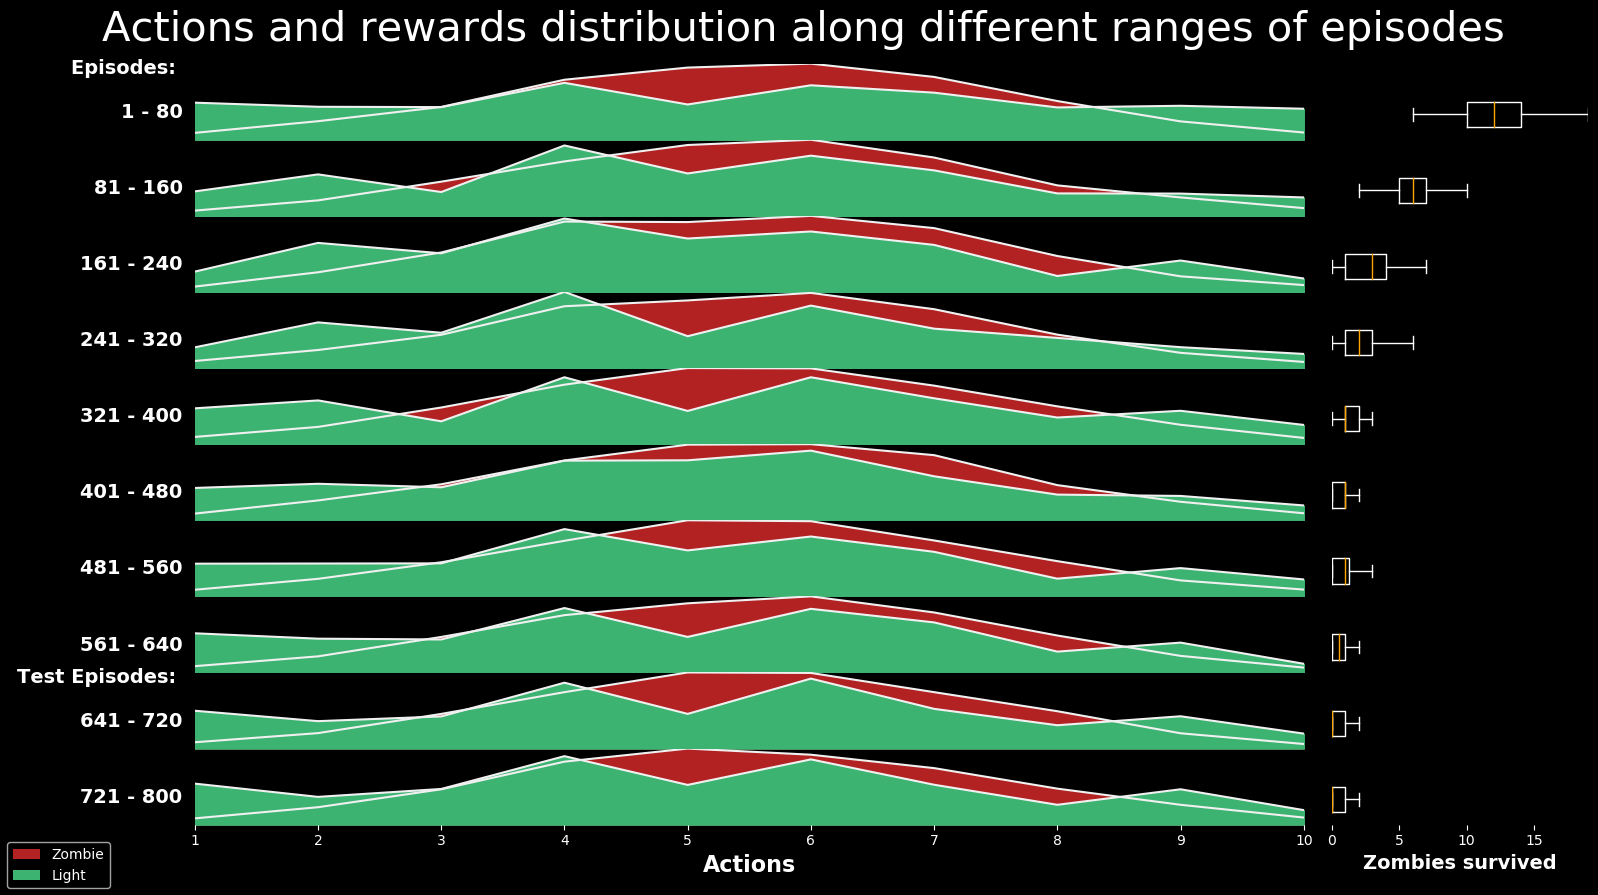 Actions and rewards distribution along different ranges of episodes
Episodes:
1 - 80
81 - 160
161 - 240
241 - 320
321 - 400
401 - 480
481 - 560
561 - 640
Test Episodes:
641 - 720
721 - 800
1 2 3 4 5 6 7 8 9 10
0 5 10 15
Actions
Zombies survived
Zombie
Light